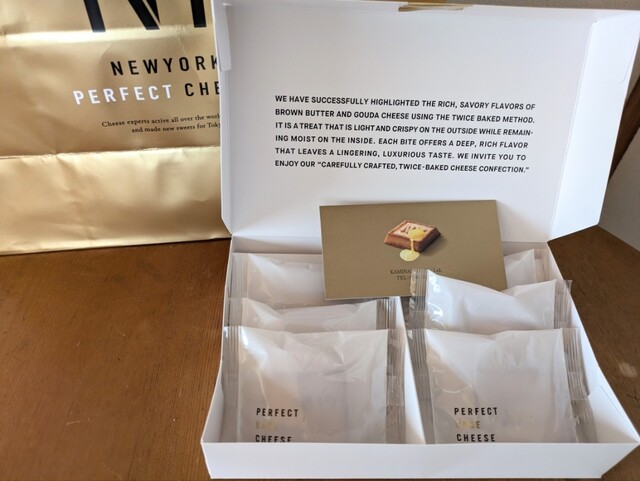 NEWYORK
PERFECT CHE
Cheese experts active all over the
and made new sweets for
WE HAVE SUCCESSFULLY HIGHLIGHTED THE RICH, SAVORY FLAVORS OF
BROWN BUTTER AND GOUDA CHEESE USING THE TWICE BAKED METHOD.
IT IS A TREAT THAT IS LIGHT AND CRISPY ON THE OUTSIDE WHILE REMAIN-
ING MOIST ON THE INSIDE. EACH BITE OFFERS A DEEP, RICH FLAVOR
THAT LEAVES A LINGERING, LUXURIOUS TASTE. WE INVITE YOU TO
ENJOY OUR "CAREFULLY CRAFTED, TWICE-BAKED CHEESE CONFECTION."
TEL
PERFECT
CHEESE
PERFECT
CHEESE